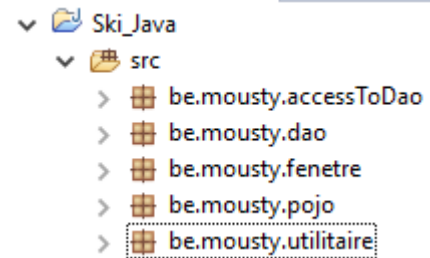 Ski_Java
src
be.mousty.accessToDao
be.mousty.dao
be.mousty.fenetre
be.mousty.pojo
be.mousty.utilitaire